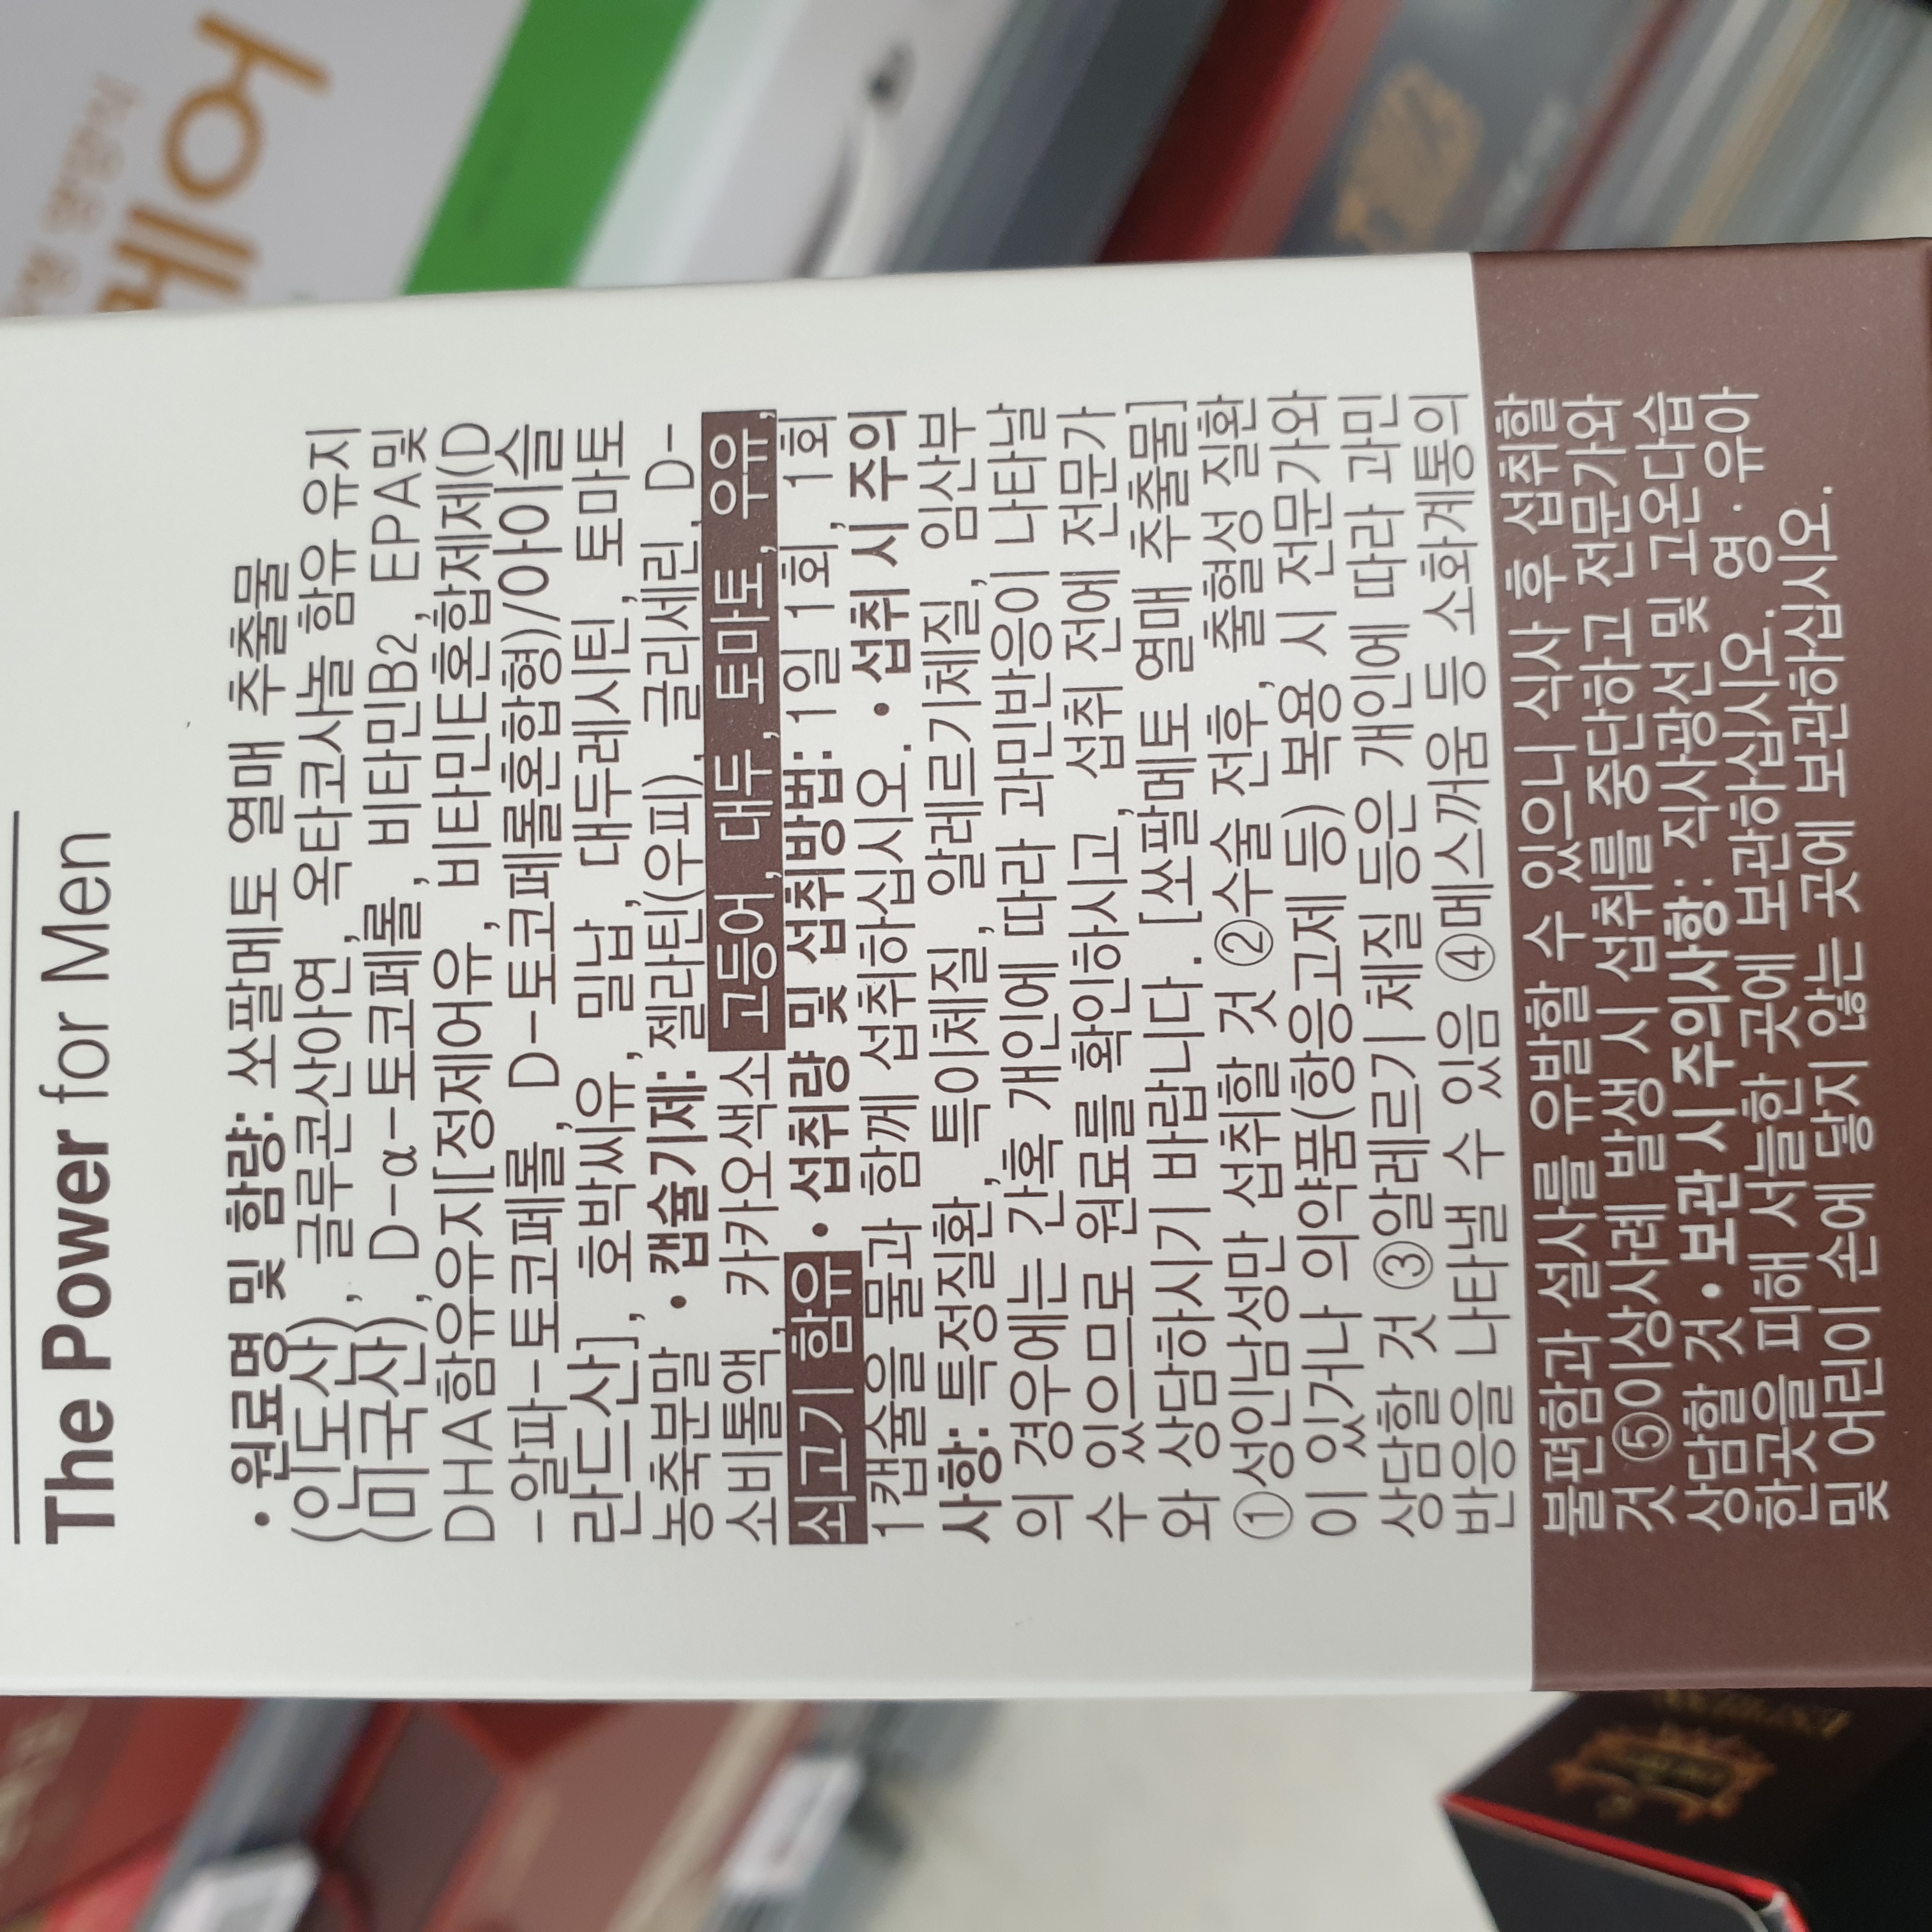 The Power for Men
• 원료명 및 함량: 쏘팔메토 열매 추출물
(인도산), 글루콘산아연, 옥타코사놀 함유 유지
(미국산), D-α-토코페롤, 비타민B2, EPA및
DHA함유유지[정제어유, 비타민E혼합제제(D
-알파-토코페롤, D-토코페롤혼합형)/아이슬
란드산], 호박씨유, 밀납, 대두레시틴, 토마토
농축분말 • 캡슐기제: 젤라틴(우피), 글리세린, D-
소비톨액, 카카오색소 고등어, 대두, 토마토, 우유,
쇠고기 함유 • 섭취량 및 섭취방법: 1일 1회, 1회
1캡슐을 물과 함께 섭취하십시오. • 섭취 시 주의
사항: 특정질환, 특이체질, 알레르기체질, 임산부
의 경우에는 간혹 개인에 따라 과민반응이 나타날
수 있으므로 원료를 확인하시고, 섭취 전에 전문가
와 상담하시기 바랍니다. [쏘팔메토 열매 추출물]
①성인남성만 섭취할 것 ②수술 전후, 출혈성 질환
이 있거나 의약품(항응고제 등) 복용 시 전문가와
상담할 것 ③알레르기 체질 등은 개인에 따라 과민
반응을 나타낼 수 있음 ④메스꺼움 등 소화계통의
불편함과 설사를 유발할 수 있으니 식사 후 섭취할
것 ⑤이상사례 발생 시 섭취를 중단하고 전문가와
상담할 것 • 보관 시 주의사항: 직사광선 및 고온다습
한곳을 피해 서늘한 곳에 보관하십시오. 영·유아
및 어린이 손에 닿지 않는 곳에 보관하십시오.